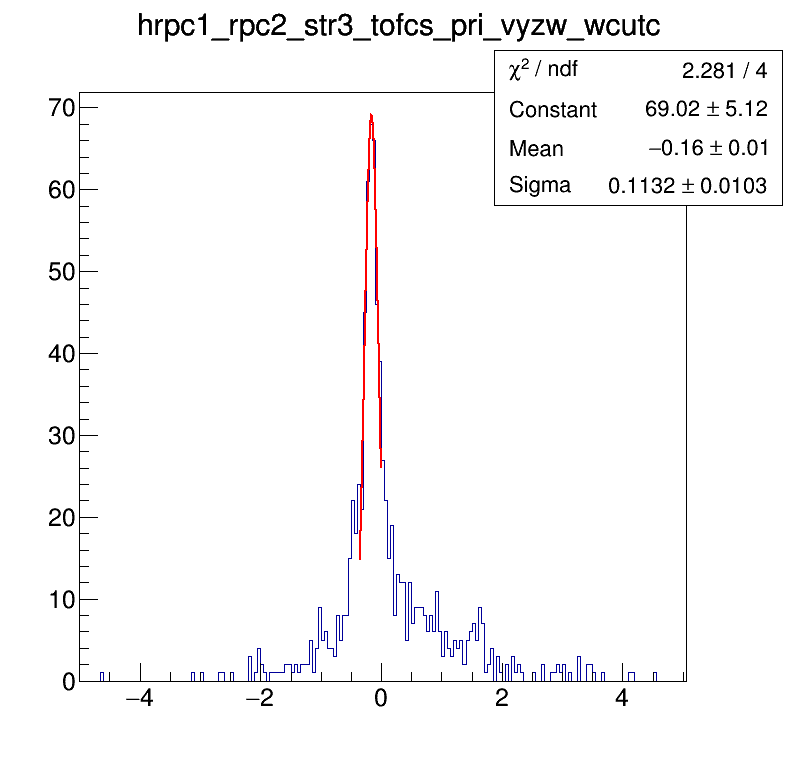 hrpc1_rpc2_str3_tofcs_pri_vyzw_wcutc
χ² / ndf 2.281 / 4
Constant 69.02 ± 5.12
Mean −0.16 ± 0.01
Sigma 0.1132 ± 0.0103
70
60
50
40
30
20
10
0
−4 −2 0 2 4